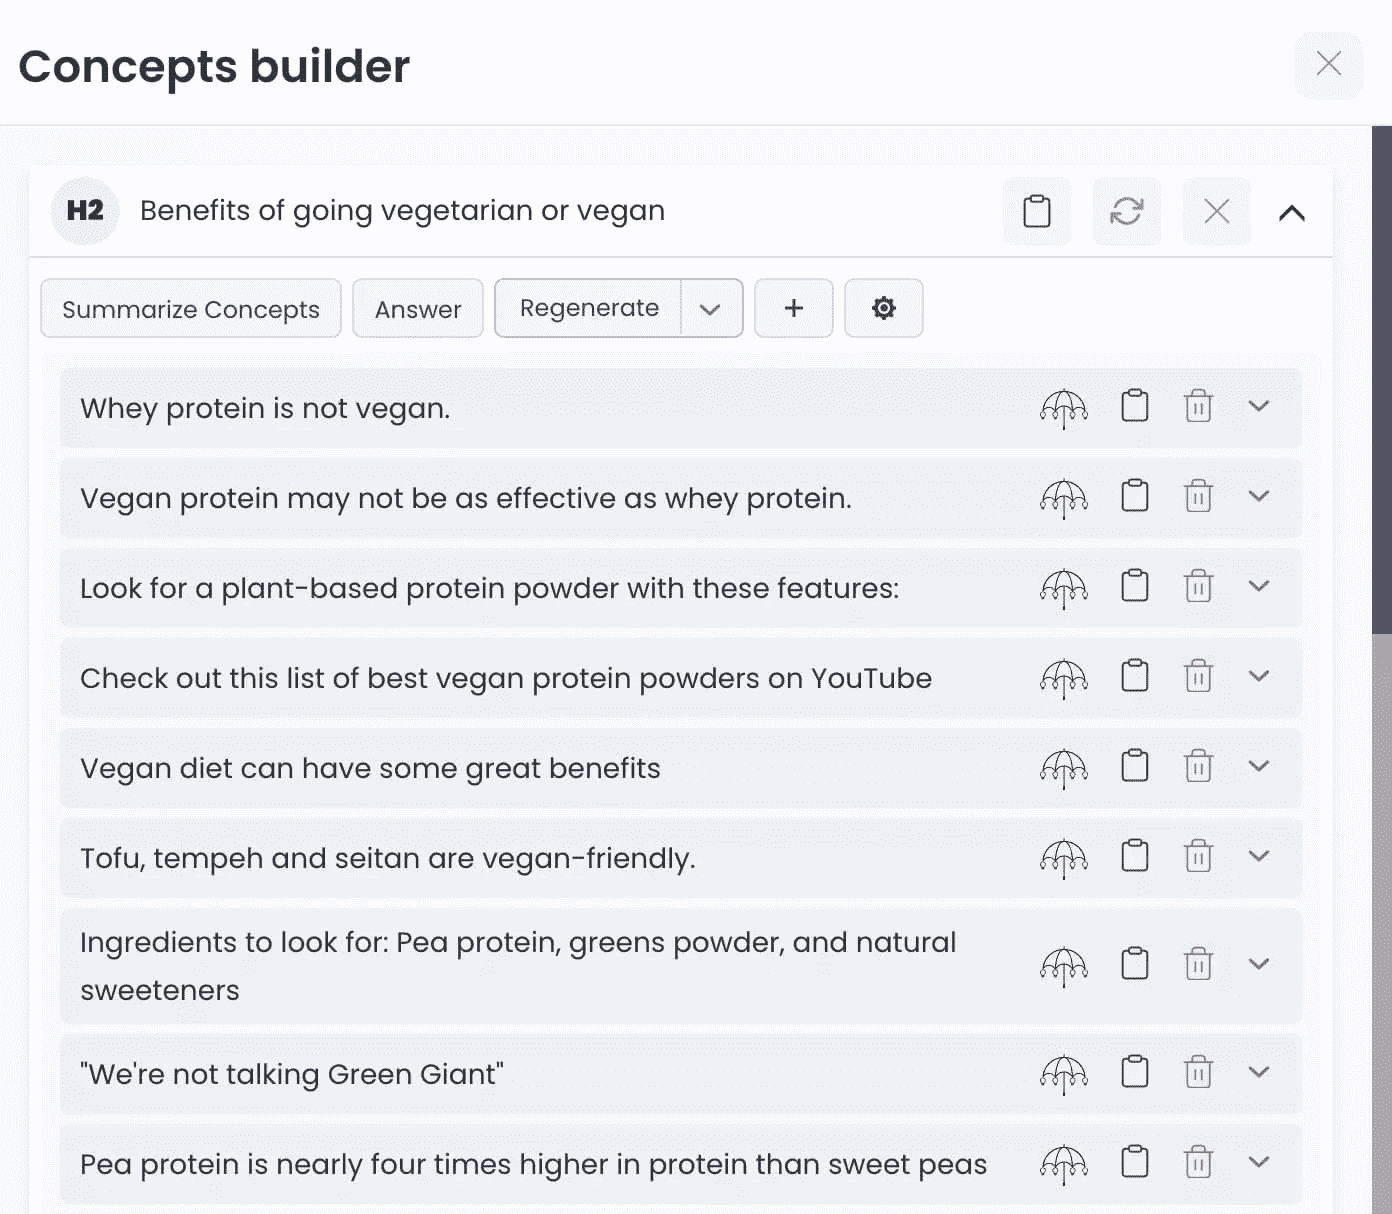 Concepts builder
H2 Benefits of going vegetarian or vegan
Summarize Concepts Answer Regenerate +
Whey protein is not vegan.
Vegan protein may not be as effective as whey protein.
Look for a plant-based protein powder with these features:
Check out this list of best vegan protein powders on YouTube
Vegan diet can have some great benefits
Tofu, tempeh and seitan are vegan-friendly.
Ingredients to look for: Pea protein, greens powder, and natural
sweeteners
"We're not talking Green Giant"
Pea protein is nearly four times higher in protein than sweet peas